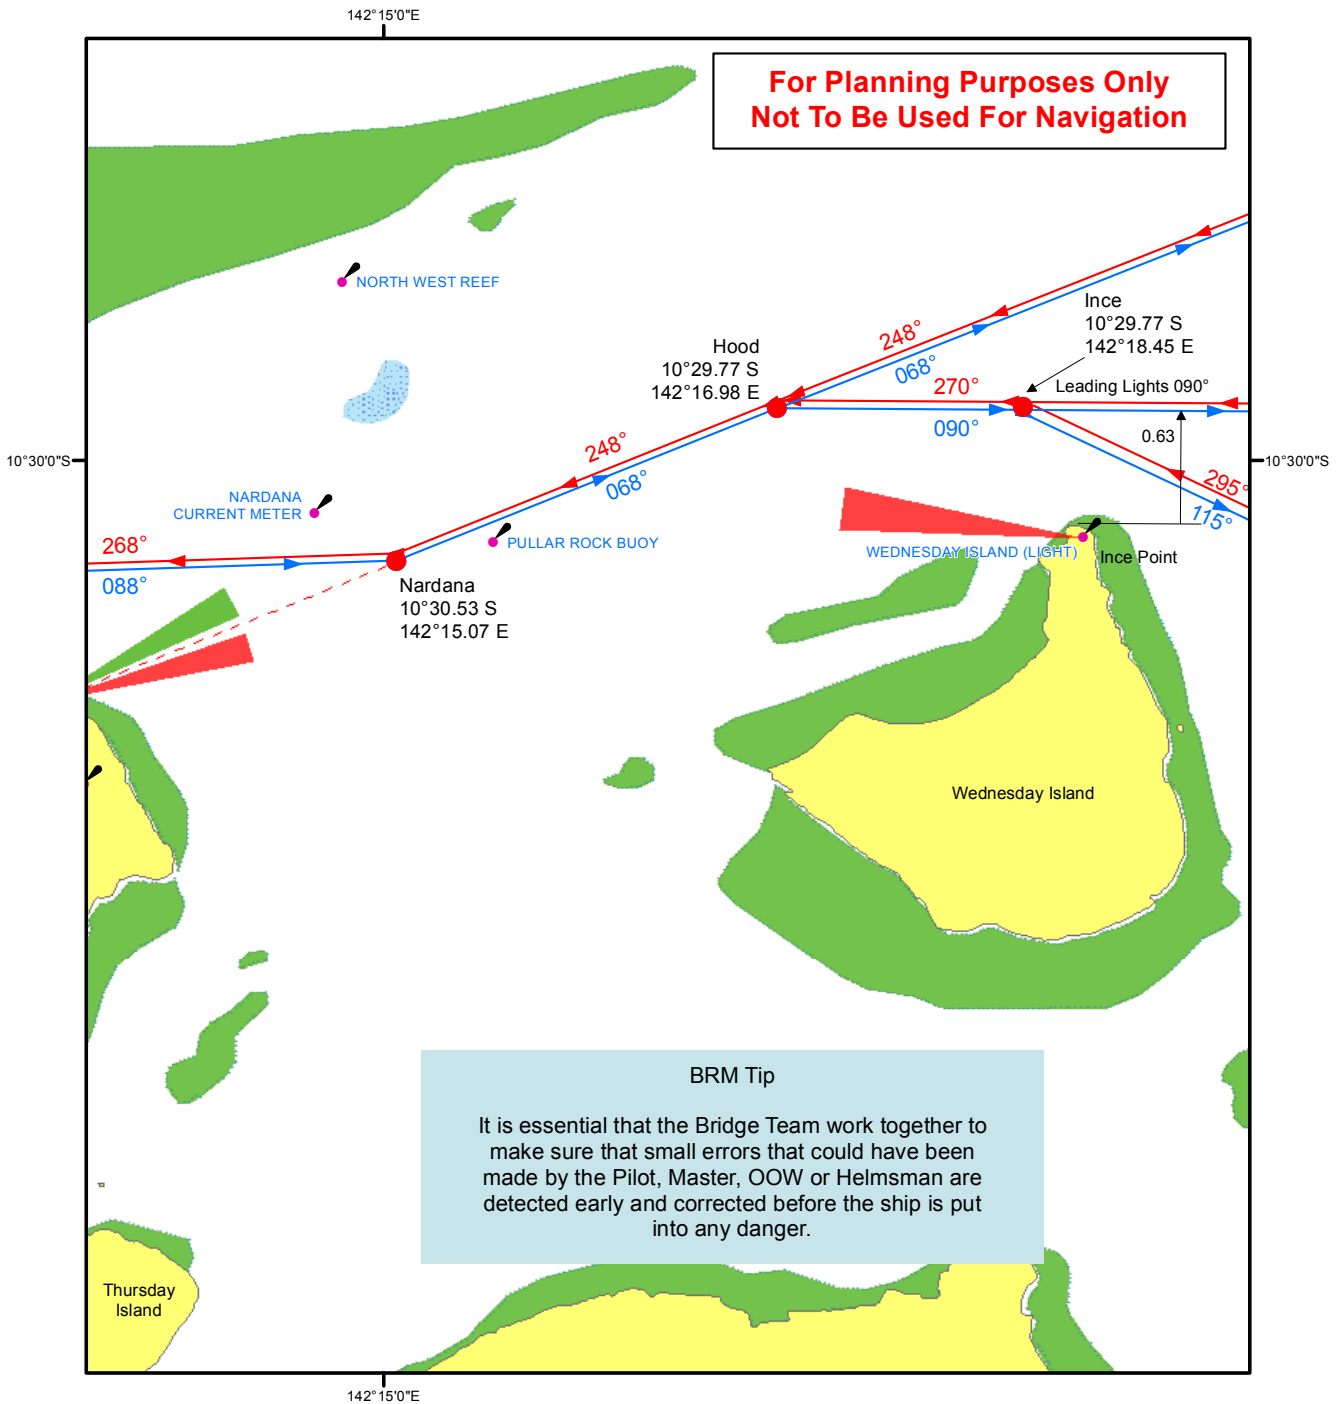 142°15'0"E
For Planning Purposes Only
Not To Be Used For Navigation
NORTH WEST REEF
Ince
10°29.77 S
142°18.45 E
Hood
10°29.77 S
142°16.98 E
248°
068°
270°
090°
Leading Lights 090°
0.63
10°30'0"S
10°30'0"S
248°
068°
295°
115°
NARDANA
CURRENT METER
PULLAR ROCK BUOY
WEDNESDAY ISLAND (LIGHT)
Ince Point
268°
088°
Nardana
10°30.53 S
142°15.07 E
Wednesday Island
BRM Tip
It is essential that the Bridge Team work together to
make sure that small errors that could have been
made by the Pilot, Master, OOW or Helmsman are
detected early and corrected before the ship is put
into any danger.
Thursday
Island
142°15'0"E